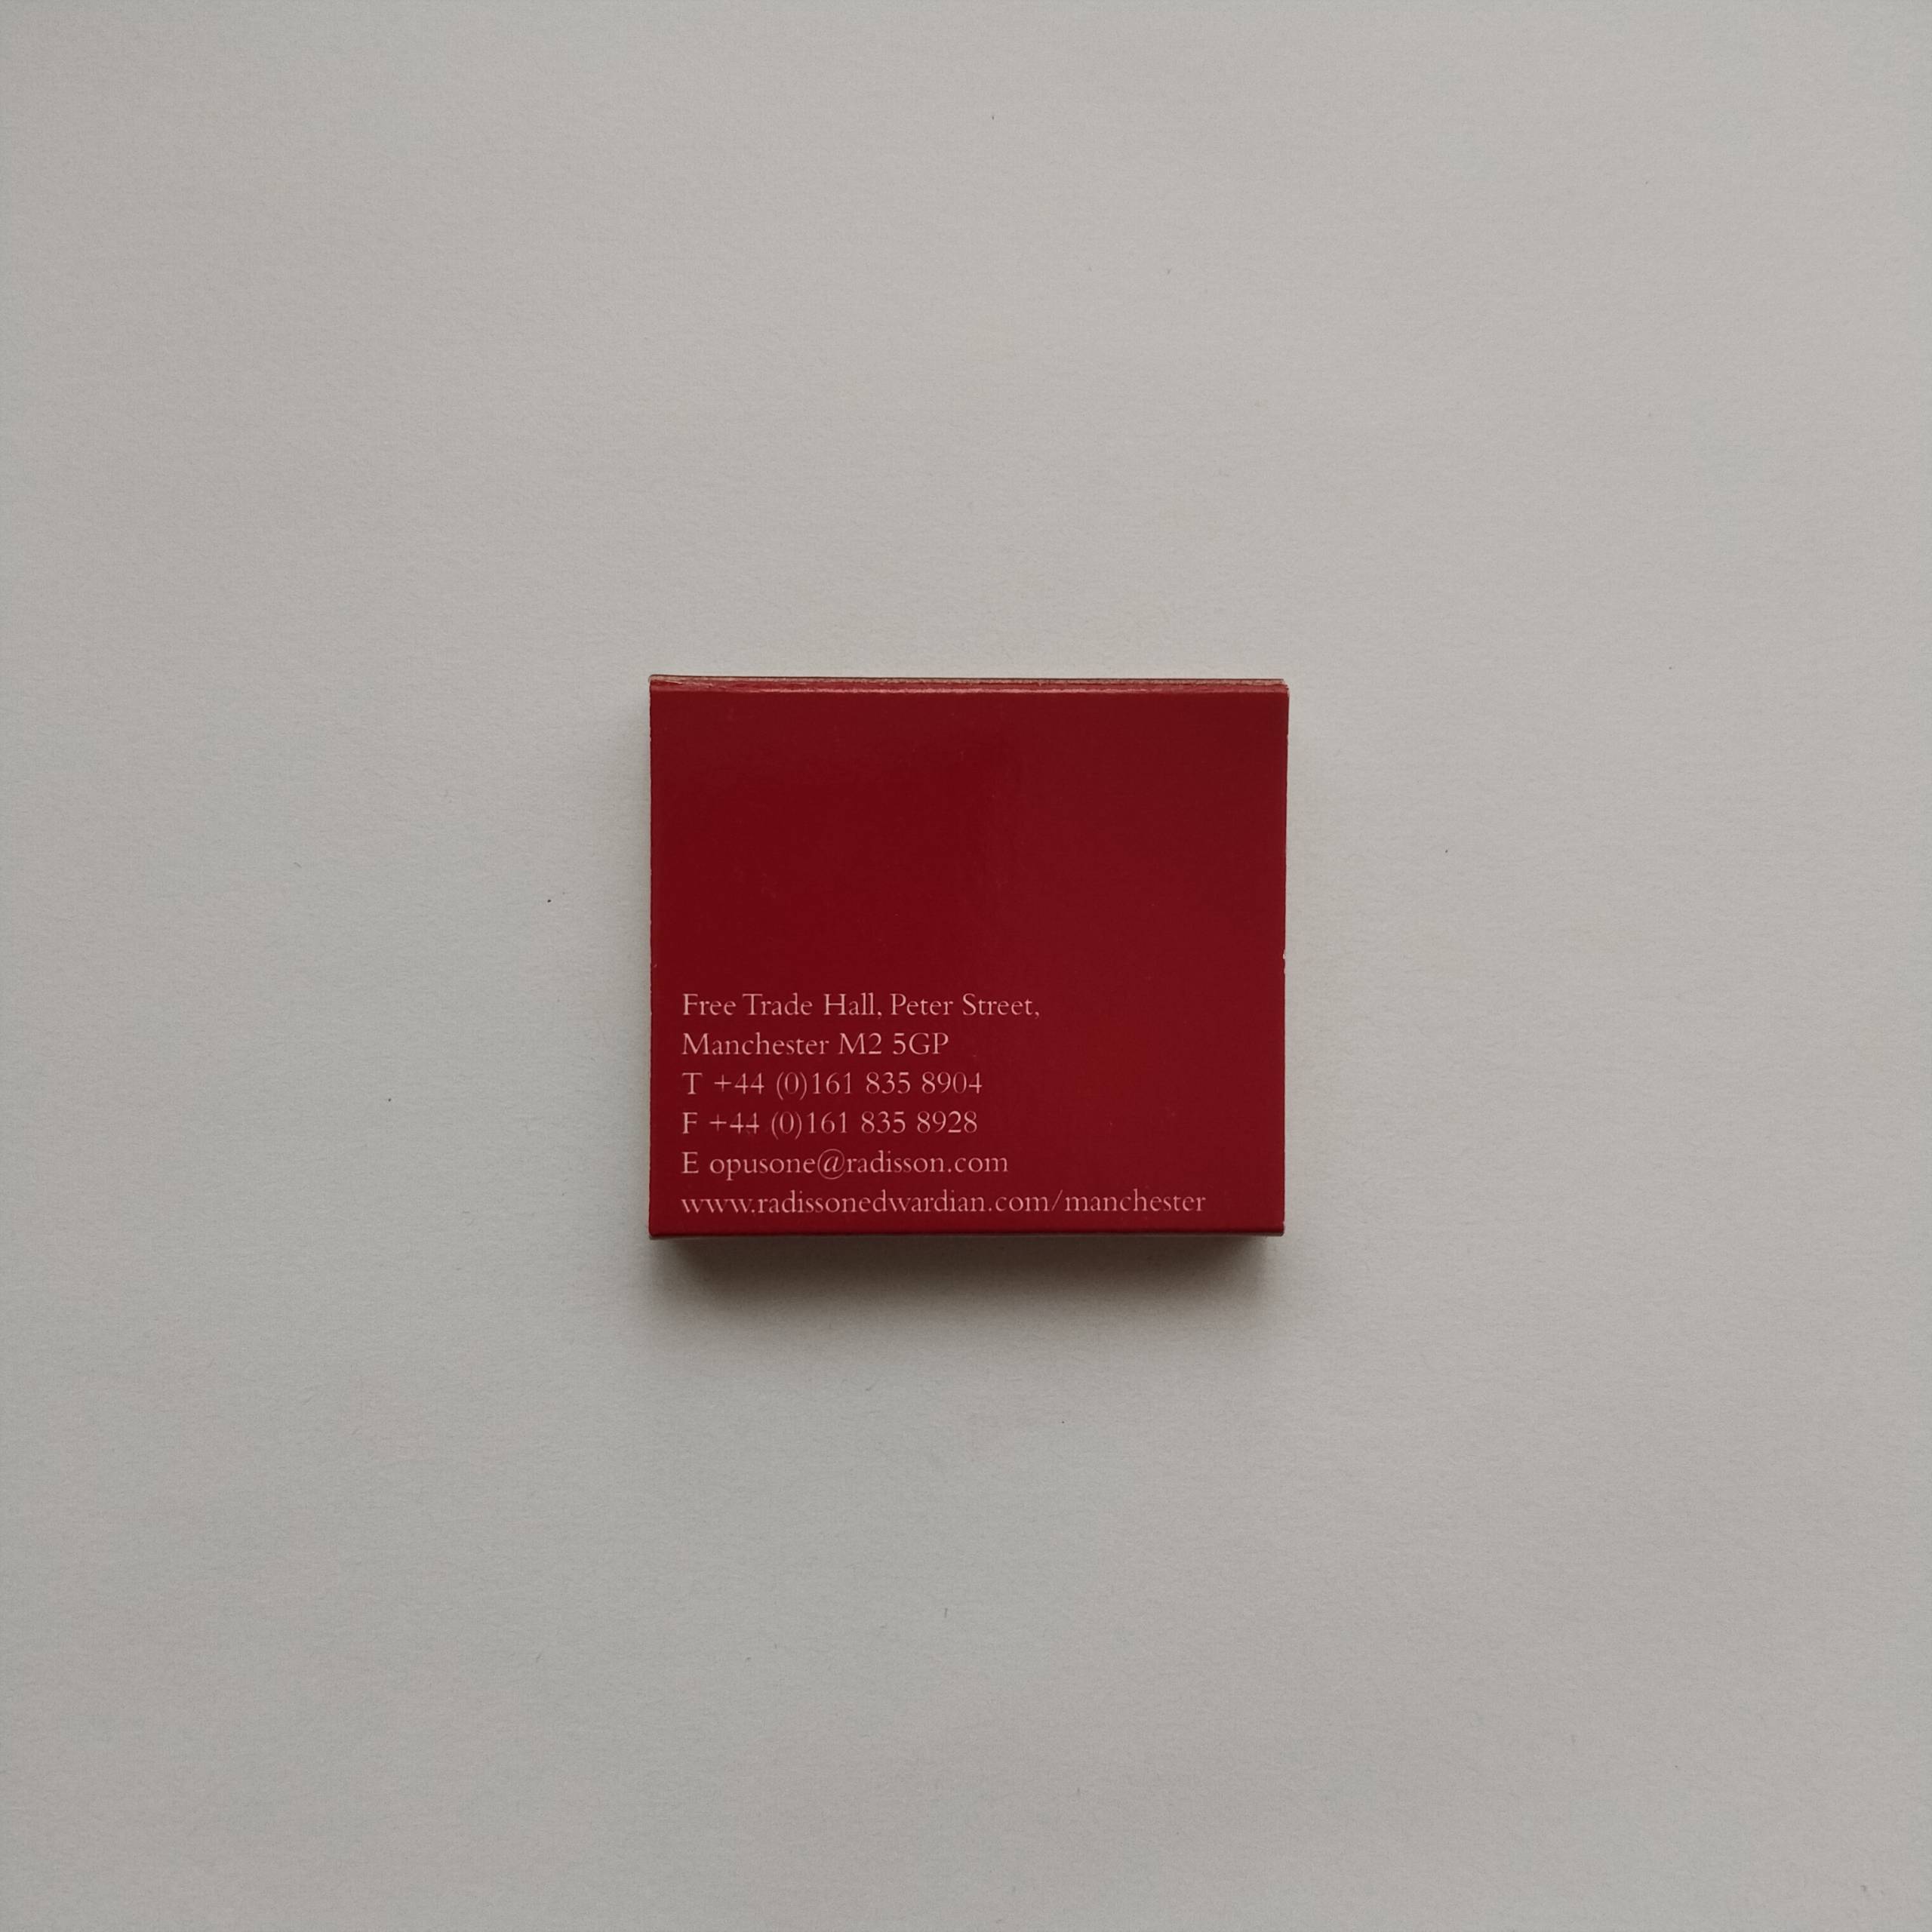 Free Trade Hall, Peter Street,
Manchester M2 5GP
T +44 (0)161 835 8904
F +44 (0)161 835 8928
E opusone@radisson.com
www.radissonedwardian.com/manchester